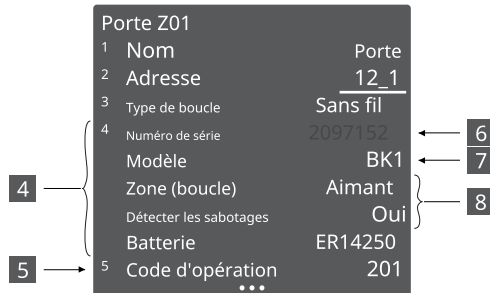 Porte Z01
1 Nom Porte
2 Adresse 12_1
3 Type de boucle Sans fil
4 Numéro de série 2097152 6
Modèle BK1 7
4 Zone (boucle) Aimant
8
Détecter les sabotages Oui
Batterie ER14250
5 5 Code d'opération 201